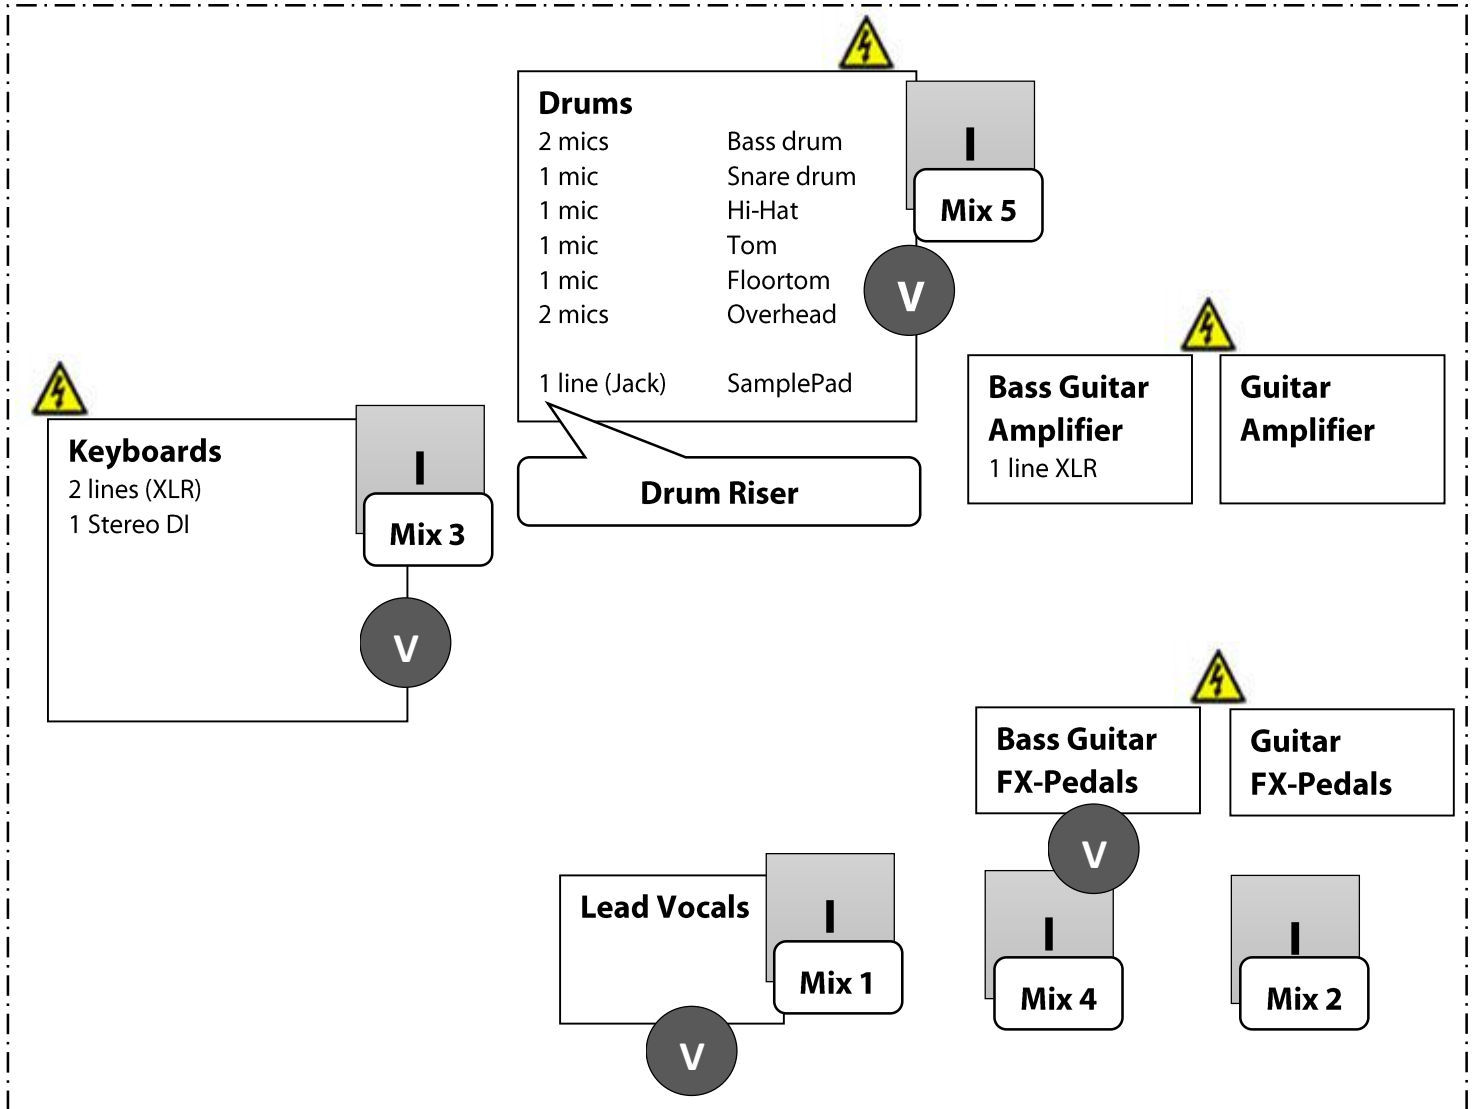 Drums
2 mics Bass drum
1 mic Snare drum
1 mic Hi-Hat
1 mic Tom
1 mic Floortom
2 mics Overhead
1 line (Jack) SamplePad
I
Mix 5
V
Drum Riser
Keyboards
2 lines (XLR)
1 Stereo DI
I
Mix 3
V
Bass Guitar
Amplifier
1 line XLR
Guitar
Amplifier
Bass Guitar
FX-Pedals
V
I
Mix 4
Guitar
FX-Pedals
I
Mix 2
Lead Vocals
I
Mix 1
V